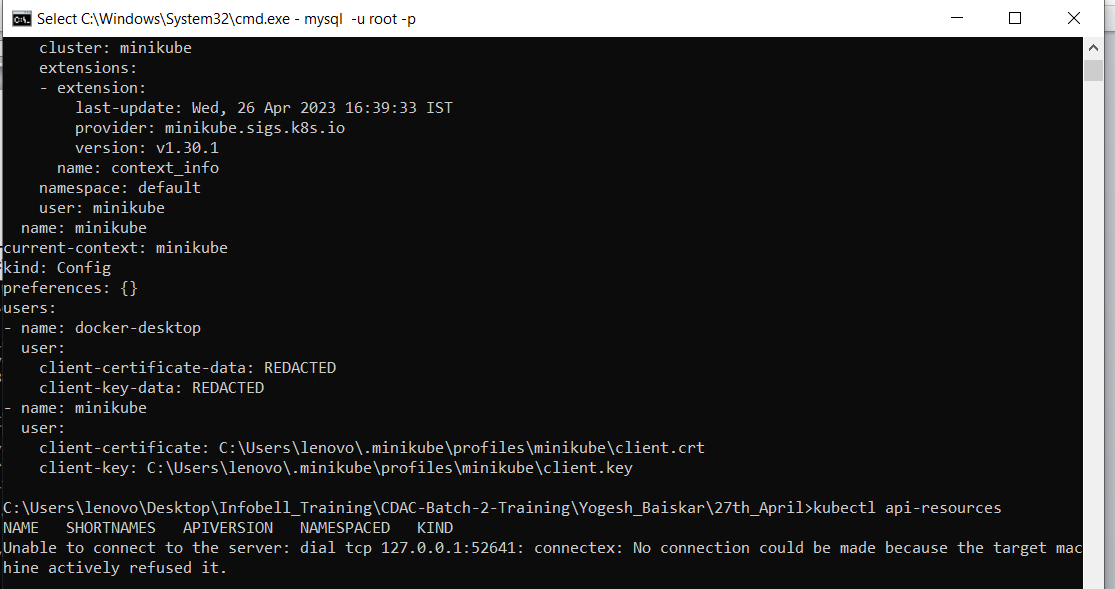 Select C:\Windows\System32\cmd.exe - mysql -u root -p
cluster: minikube
extensions:
- extension:
last-update: Wed, 26 Apr 2023 16:39:33 IST
provider: minikube.sigs.k8s.io
version: v1.30.1
name: context_info
namespace: default
user: minikube
name: minikube
current-context: minikube
kind: Config
preferences: {}
users:
- name: docker-desktop
user:
client-certificate-data: REDACTED
client-key-data: REDACTED
- name: minikube
user:
client-certificate: C:\Users\lenovo\.minikube\profiles\minikube\client.crt
client-key: C:\Users\lenovo\.minikube\profiles\minikube\client.key
C:\Users\lenovo\Desktop\Infobell_Training\CDAC-Batch-2-Training\Yogesh_Baiskar\27th_April>kubectl api-resources
NAME SHORTNAMES APIVERSION NAMESPACED KIND
Unable to connect to the server: dial tcp 127.0.0.1:52641: connectex: No connection could be made because the target mac
hine actively refused it.